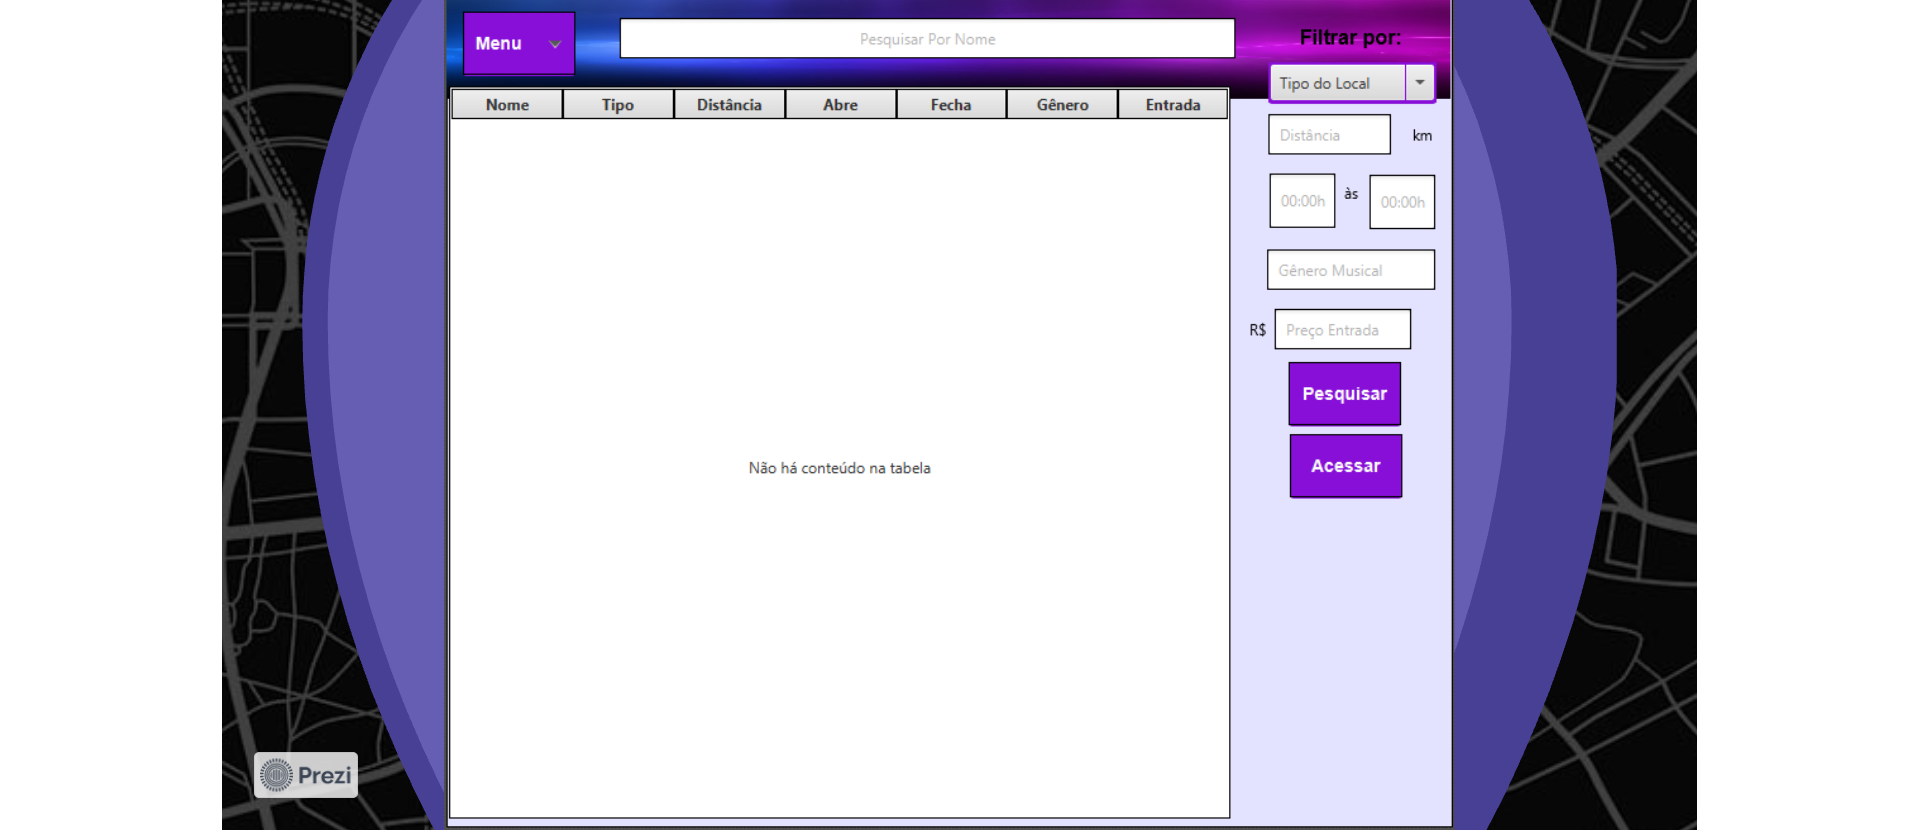 Menu
Pesquisar Por Nome
Filtrar por:
Tipo do Local
Nome Tipo Distância Abre Fecha Gênero Entrada
Distância km
00:00h às 00:00h
Gênero Musical
R$ Preço Entrada
Pesquisar
Não há conteúdo na tabela
Acessar
Prezi